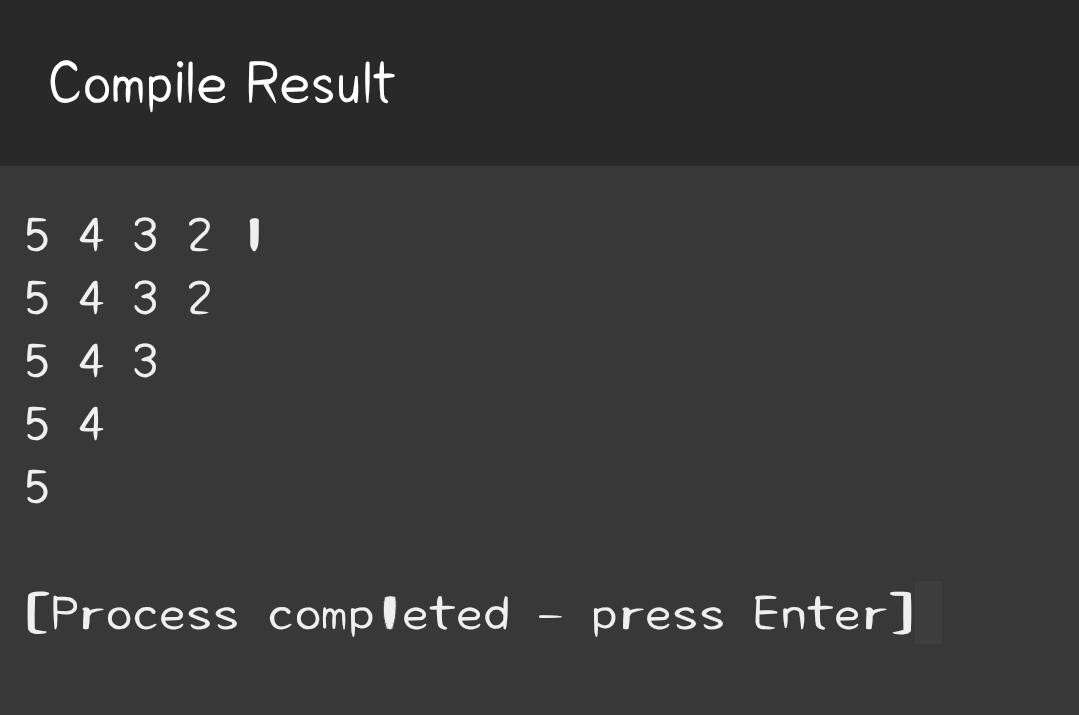 Compile Result
5 4 3 2 1
5 4 3 2
5 4 3
5 4
5
[Process completed - press Enter]